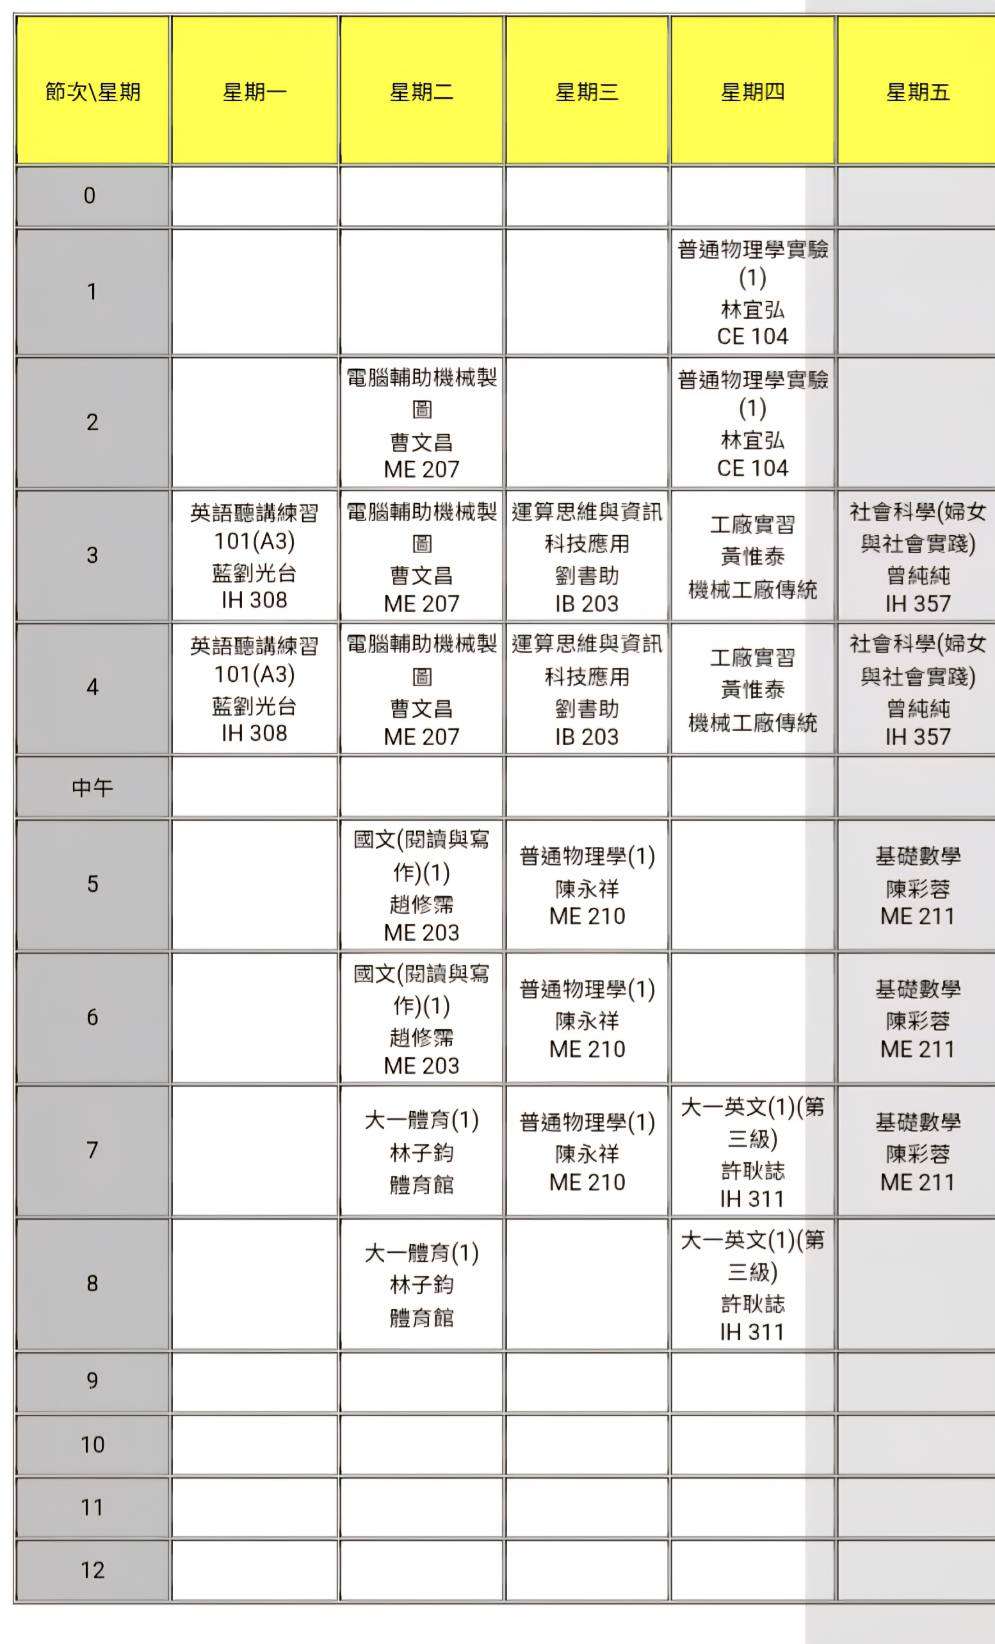 節次\星期 星期一 星期二 星期三 星期四 星期五
0
1
普通物理學實驗
(1)
林宜弘
CE 104
2
電腦輔助機械製
圖
曹文昌
ME 207
普通物理學實驗
(1)
林宜弘
CE 104
3
英語聽講練習
101(A3)
藍劉光台
IH 308
電腦輔助機械製
圖
曹文昌
ME 207
運算思維與資訊
科技應用
劉書助
IB 203
工廠實習
黃惟泰
機械工廠傳統
社會科學(婦女
與社會實踐)
曾純純
IH 357
4
英語聽講練習
101(A3)
藍劉光台
IH 308
電腦輔助機械製
圖
曹文昌
ME 207
運算思維與資訊
科技應用
劉書助
IB 203
工廠實習
黃惟泰
機械工廠傳統
社會科學(婦女
與社會實踐)
曾純純
IH 357
中午
5
國文(閱讀與寫
作)(1)
趙修霈
ME 203
普通物理學(1)
陳永祥
ME 210
基礎數學
陳彩蓉
ME 211
6
國文(閱讀與寫
作)(1)
趙修霈
ME 203
普通物理學(1)
陳永祥
ME 210
基礎數學
陳彩蓉
ME 211
7
大一體育(1)
林子鈞
體育館
普通物理學(1)
陳永祥
ME 210
大一英文(1)(第
三級)
許耿誌
IH 311
基礎數學
陳彩蓉
ME 211
8
大一體育(1)
林子鈞
體育館
大一英文(1)(第
三級)
許耿誌
IH 311
9
10
11
12